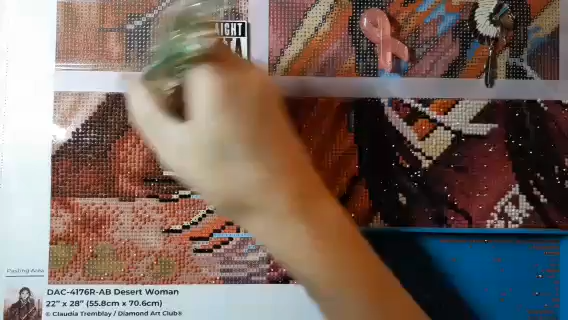 IGHT
Pasting Area
DAC-4176R-AB Desert Woman
22” x 28” (55.8cm x 70.6cm)
© Claudia Tremblay / Diamond Art Club®